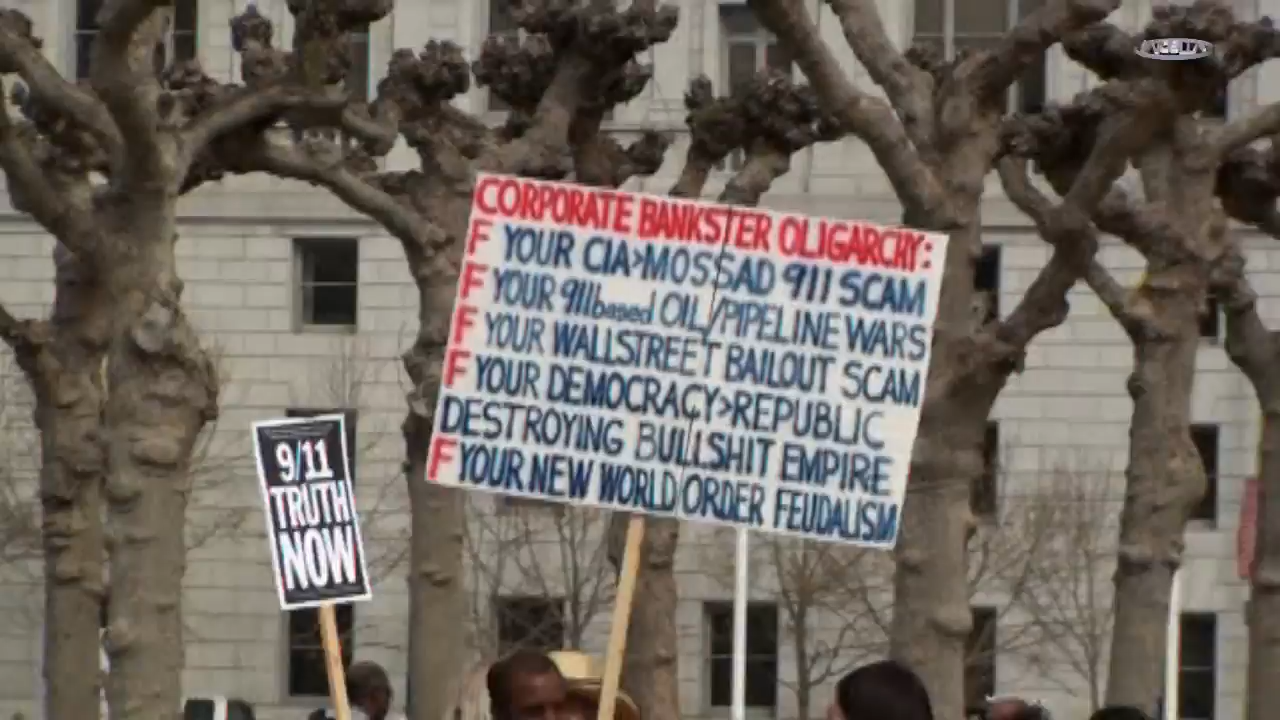 CORPORATE BANKSTER OLIGARCHY:
F YOUR CIA>MOSSAD 911 SCAM
F YOUR 911based OIL/PIPELINE WARS
F YOUR WALLSTREET BAILOUT SCAM
F YOUR DEMOCRACY>REPUBLIC
DESTROYING BULLSHIT EMPIRE
F YOUR NEW WORLD ORDER FEUDALISM
9/11
TRUTH
NOW